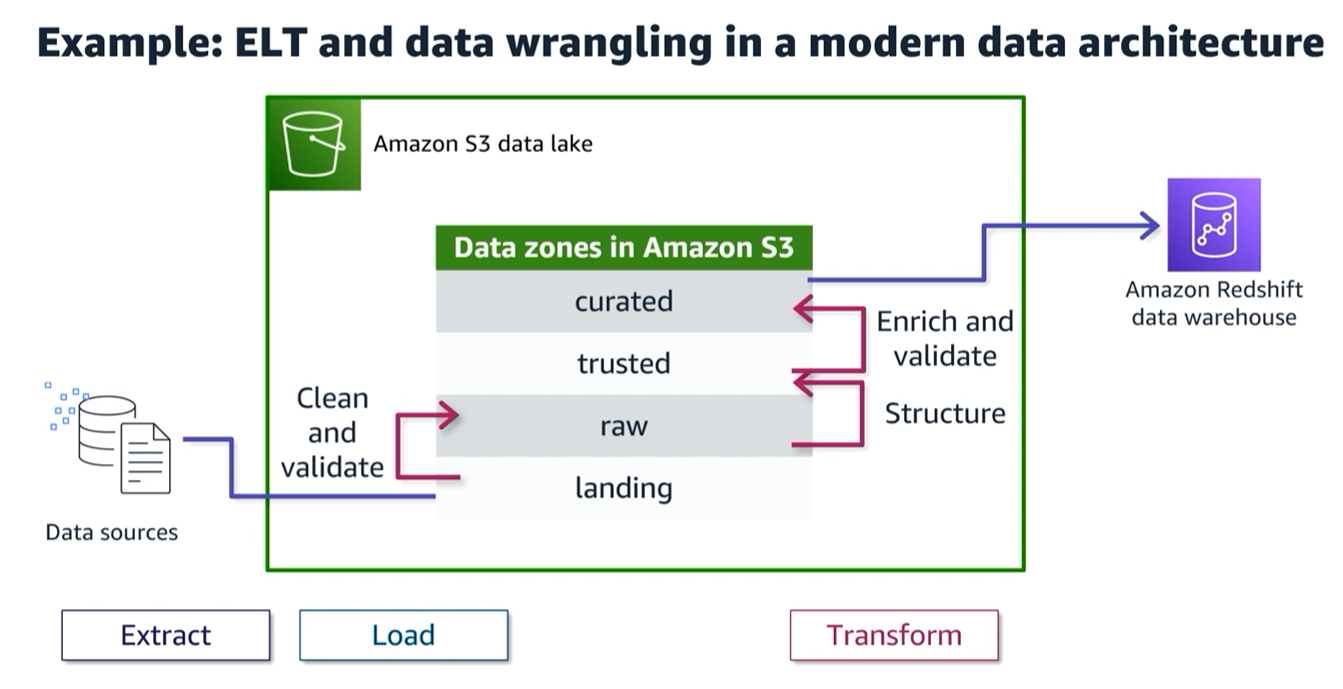 Example: ELT and data wrangling in a modern data architecture
Amazon S3 data lake
Data zones in Amazon S3
curated
trusted
raw
landing
Clean
and
validate
Enrich and
validate
Structure
Amazon Redshift
data warehouse
Data sources
Extract
Load
Transform